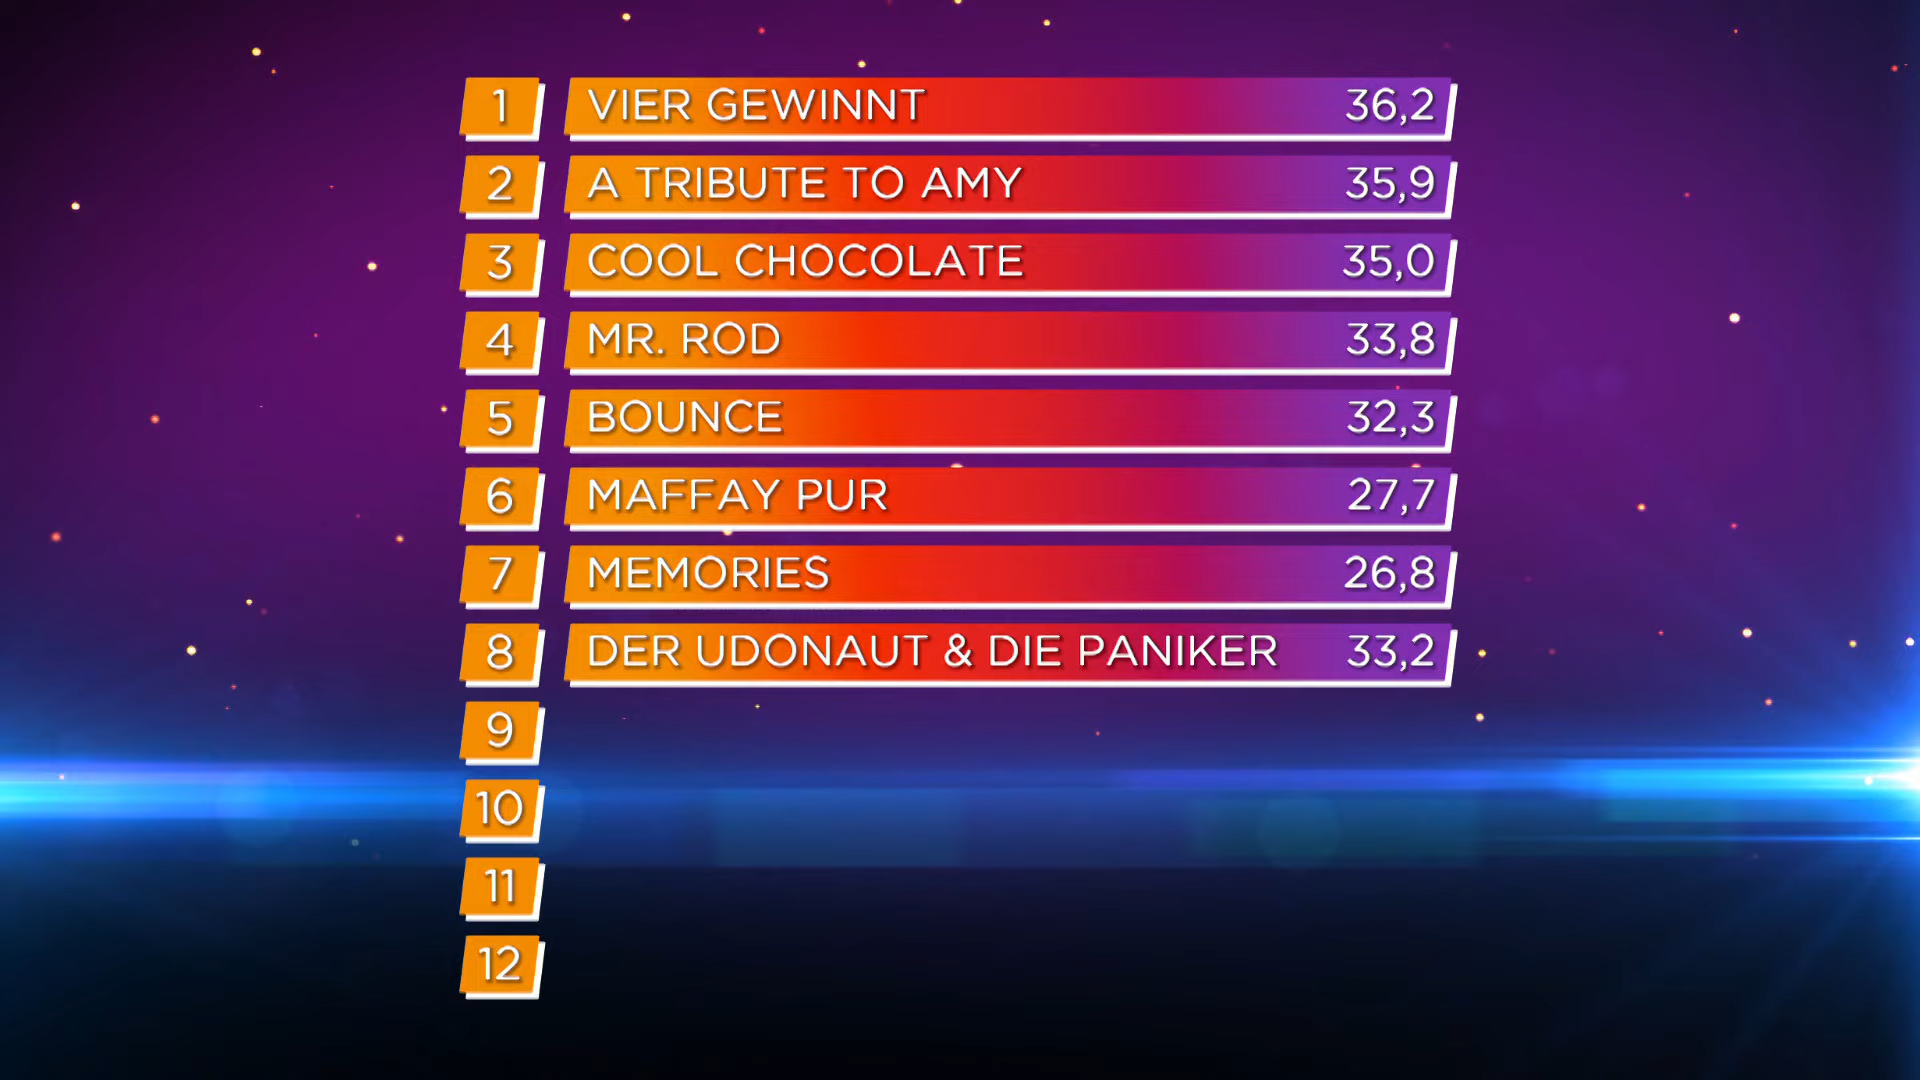 1 VIER GEWINNT 36,2
2 A TRIBUTE TO AMY 35,9
3 COOL CHOCOLATE 35,0
4 MR. ROD 33,8
5 BOUNCE 32,3
6 MAFFAY PUR 27,7
7 MEMORIES 26,8
8 DER UDONAUT & DIE PANIKER 33,2
9
10
11
12